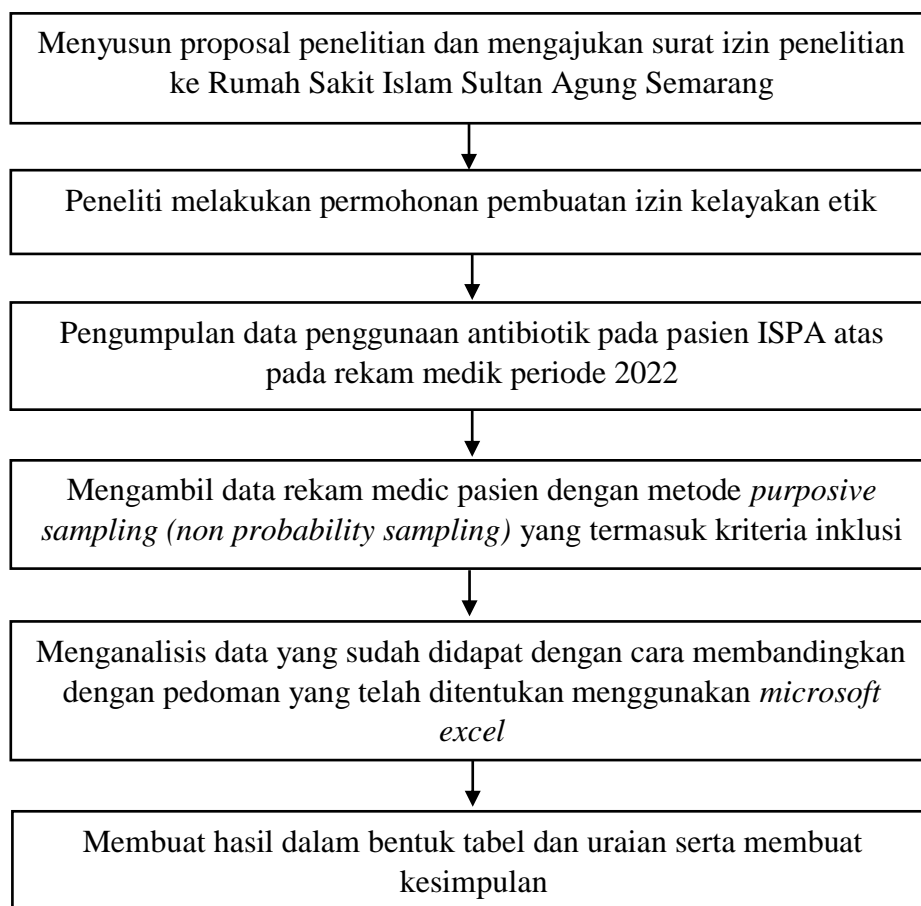 Menyusun proposal penelitian dan mengajukan surat izin penelitian
ke Rumah Sakit Islam Sultan Agung Semarang
Peneliti melakukan permohonan pembuatan izin kelayakan etik
Pengumpulan data penggunaan antibiotik pada pasien ISPA atas
pada rekam medik periode 2022
Mengambil data rekam medic pasien dengan metode purposive
sampling (non probability sampling) yang termasuk kriteria inklusi
Menganalisis data yang sudah didapat dengan cara membandingkan
dengan pedoman yang telah ditentukan menggunakan microsoft
excel
Membuat hasil dalam bentuk tabel dan uraian serta membuat
kesimpulan